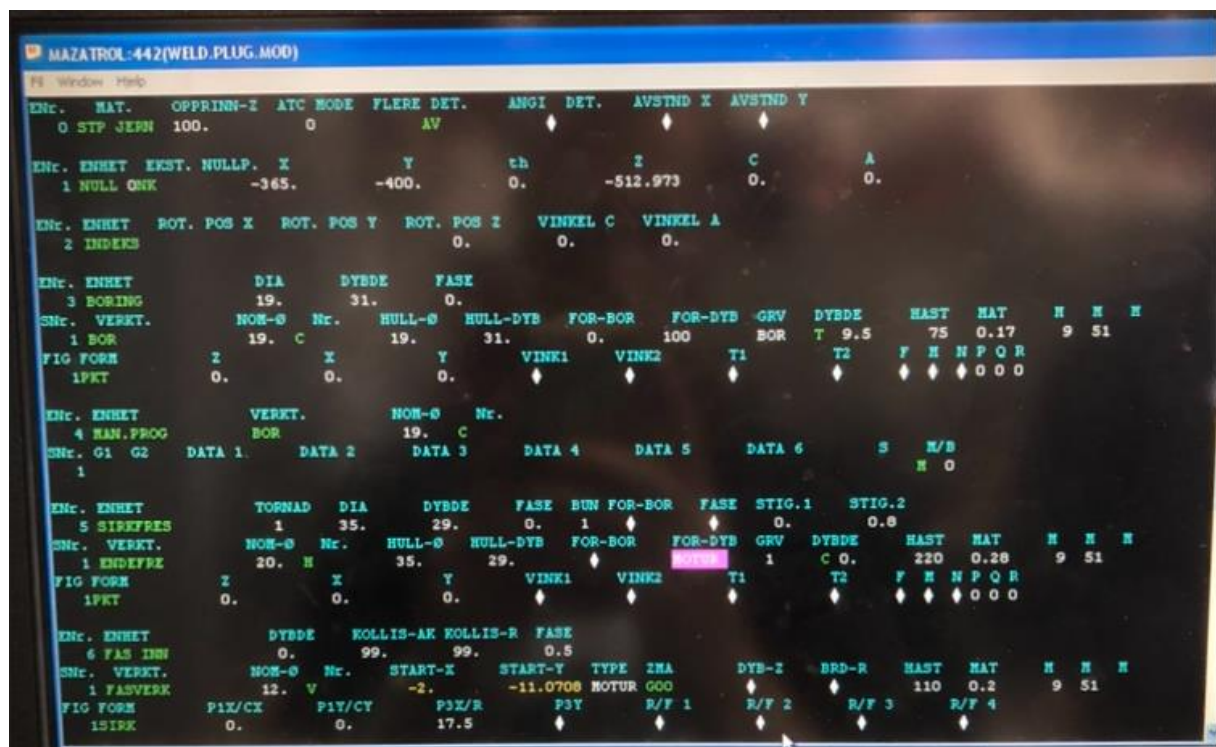 MAZATROL:442(WELD.PLUG.MOD)
Fil Window Help
ENr. MAT. OPPRINN-Z ATC MODE FLERE DET. ANGI DET. AVSTND X AVSTND Y
0 STP JERN 100. 0 AV ♦ ♦ ♦
ENr. ENHET EKST. NULLP. X Y th Z C A
1 NULL ONK -365. -400. 0. -512.973 0. 0.
ENr. ENHET ROT. POS X ROT. POS Y ROT. POS Z VINKEL C VINKEL A
2 INDEKS 0. 0. 0.
ENr. ENHET DIA DYBDE FASE
3 BORING 19. 31. 0.
SNr. VERKT. NOM-Ø Nr. HULL-Ø HULL-DYB FOR-BOR FOR-DYB GRV DYBDE HAST MAT M M M
1 BOR 19. C 19. 31. 0. 100 BOR T 9.5 75 0.17 9 51
FIG FORM Z X Y VINK1 VINK2 T1 T2 F M N P Q R
1PKT 0. 0. 0. ♦ ♦ ♦ ♦ ♦ ♦ ♦ 0 0 0
ENr. ENHET VERKT. NOM-Ø Nr.
4 MAN.PROG BOR 19. C
SNr. G1 G2 DATA 1 DATA 2 DATA 3 DATA 4 DATA 5 DATA 6 S M/B
1 M 0
ENr. ENHET TORNAD DIA DYBDE FASE BUN FOR-BOR FASE STIG.1 STIG.2
5 SIRKFRES 1 35. 29. 0. 1 ♦ ♦ 0. 0.8
SNr. VERKT. NOM-Ø Nr. HULL-Ø HULL-DYB FOR-BOR FOR-DYB GRV DYBDE HAST MAT M M M
1 ENDEFRE 20. M 35. 29. ♦ MOTUR 1 C 0. 220 0.28 9 51
FIG FORM Z X Y VINK1 VINK2 T1 T2 F M N P Q R
1PKT 0. 0. 0. ♦ ♦ ♦ ♦ ♦ ♦ ♦ 0 0 0
ENr. ENHET DYBDE KOLLIS-AK KOLLIS-R FASE
6 FAS INN 0. 99. 99. 0.5
SNr. VERKT. NOM-Ø Nr. START-X START-Y TYPE ZMA DYB-Z BRD-R HAST MAT M M M
1 FASVERK 12. V -2. -11.0708 MOTUR G00 ♦ ♦ 110 0.2 9 51
FIG FORM P1X/CX P1Y/CY P3X/R P3Y R/F 1 R/F 2 R/F 3 R/F 4
1SIRK 0. 0. 17.5 ♦ ♦ ♦ ♦ ♦